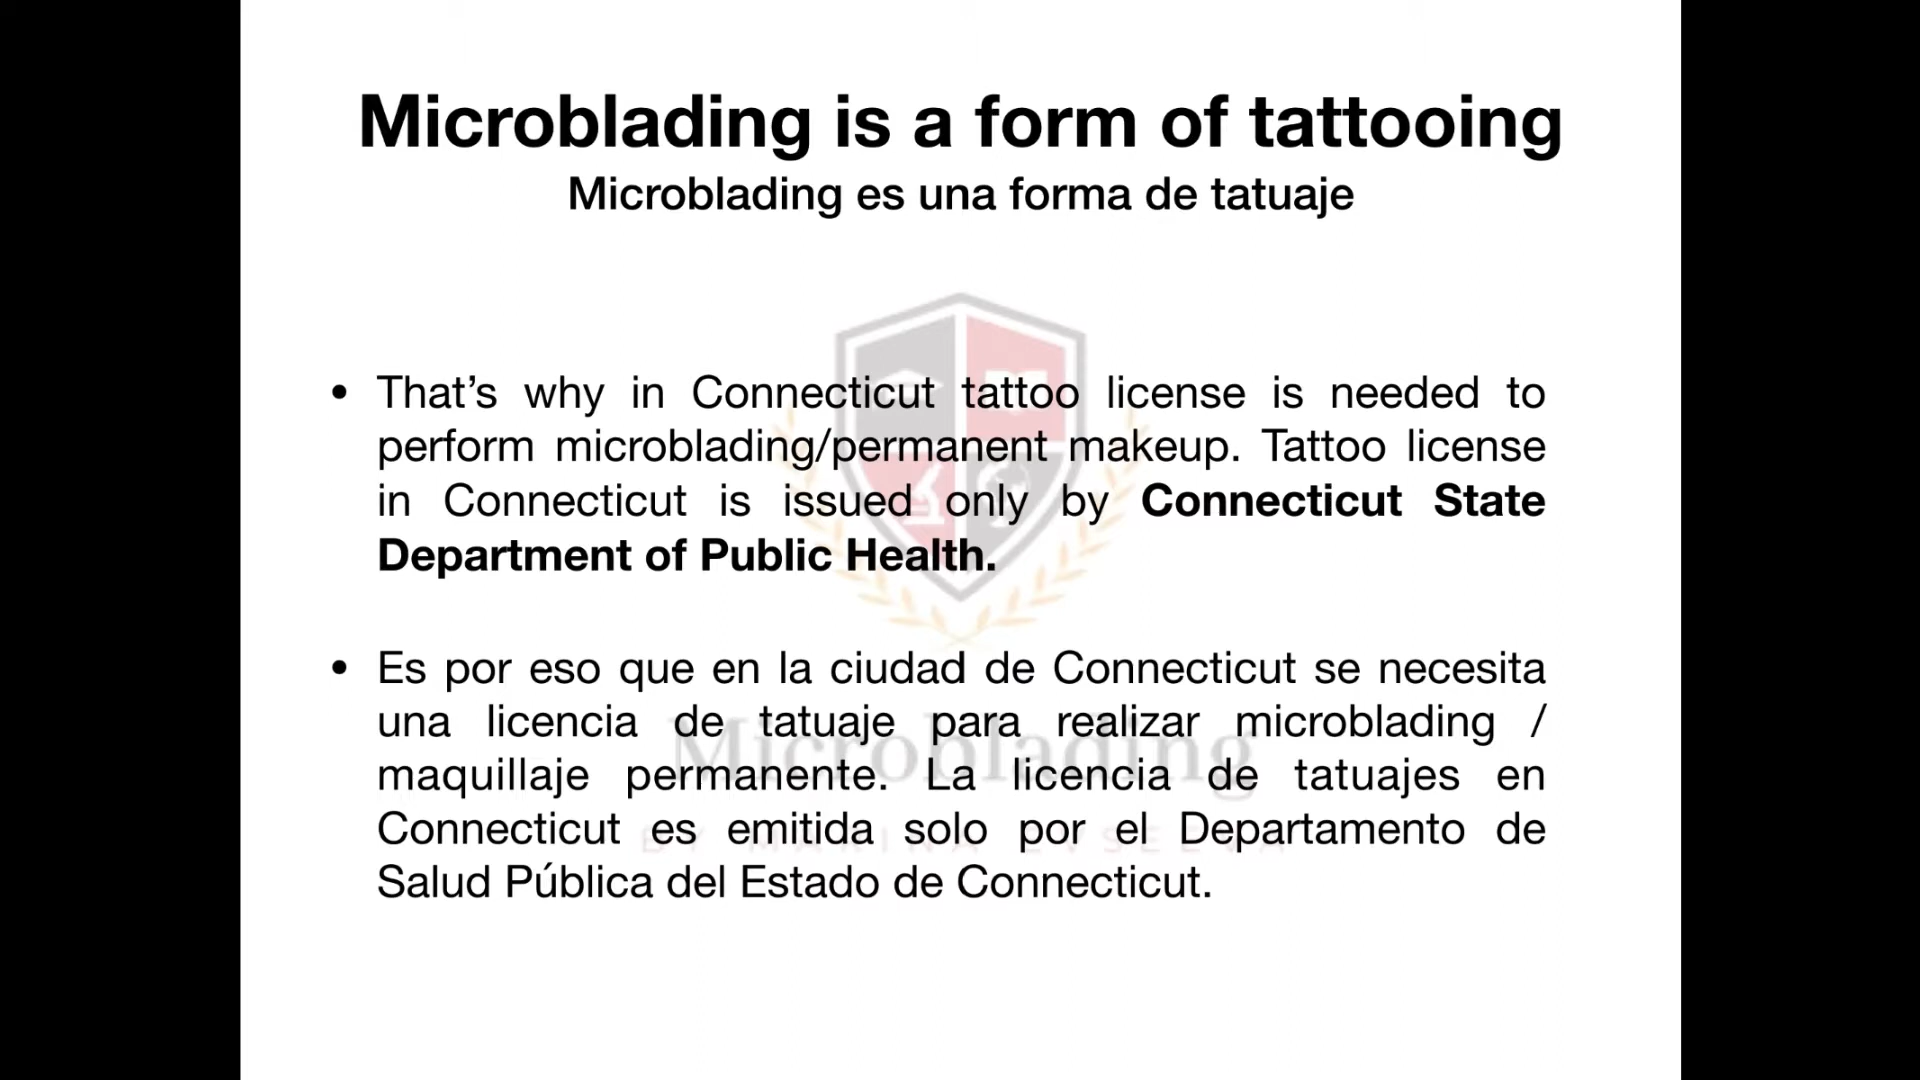 Microblading is a form of tattooing
Microblading es una forma de tatuaje
• That’s why in Connecticut tattoo license is needed to
perform microblading/permanent makeup. Tattoo license
in Connecticut is issued only by Connecticut State
Department of Public Health.
• Es por eso que en la ciudad de Connecticut se necesita
una licencia de tatuaje para realizar microblading /
maquillaje permanente. La licencia de tatuajes en
Connecticut es emitida solo por el Departamento de
Salud Pública del Estado de Connecticut.
Microblading
BY MARINA EVSEEVA